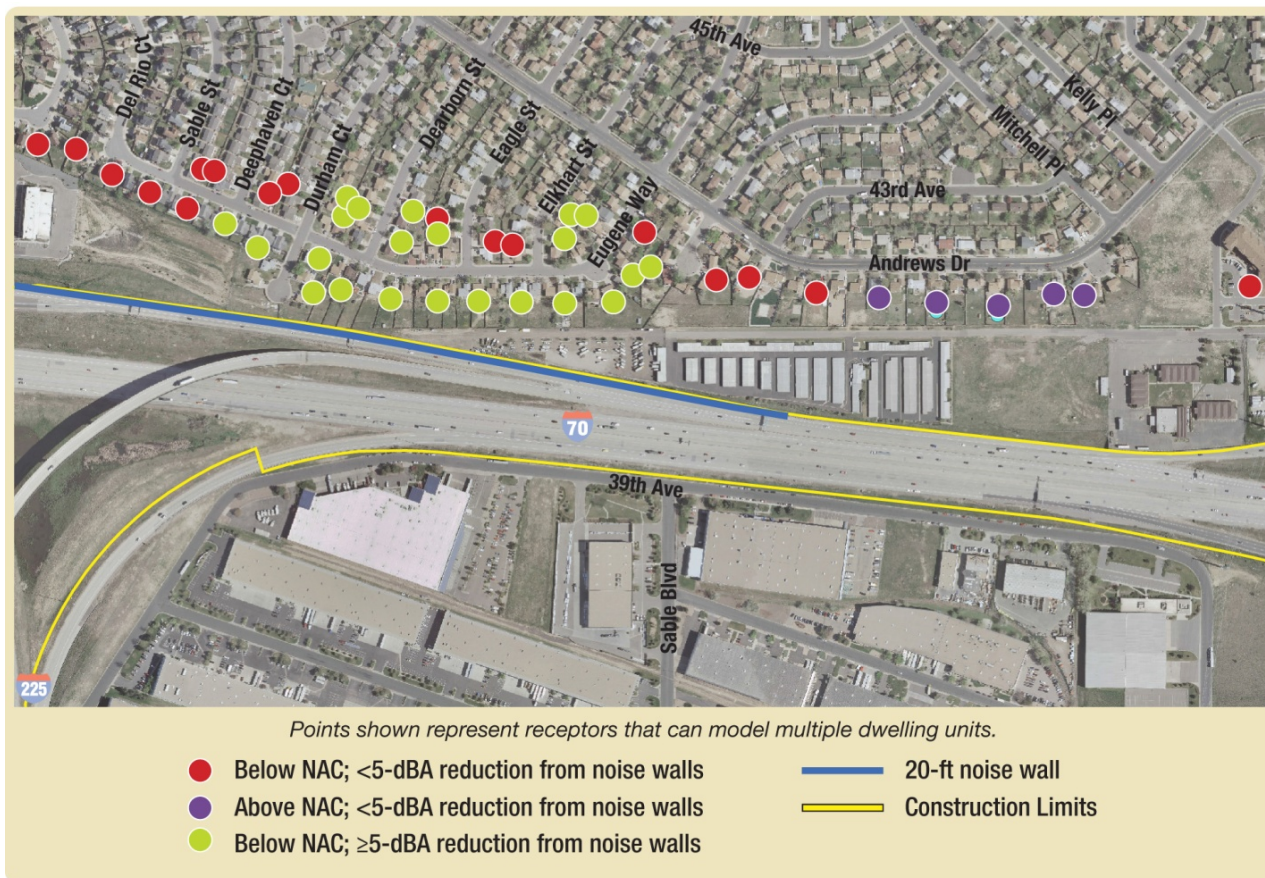 45th Ave
Kelly Pl
Mitchell Pl
Del Rio Ct
Sable St
Deephaven Ct
Durham Ct
Dearborn St
Eagle St
Elkhart St
Eugene Way
43rd Ave
Andrews Dr
70
39th Ave
Sable Blvd
225
Points shown represent receptors that can model multiple dwelling units.
Below NAC; <5-dBA reduction from noise walls
Above NAC; <5-dBA reduction from noise walls
Below NAC; ≥5-dBA reduction from noise walls
20-ft noise wall
Construction Limits